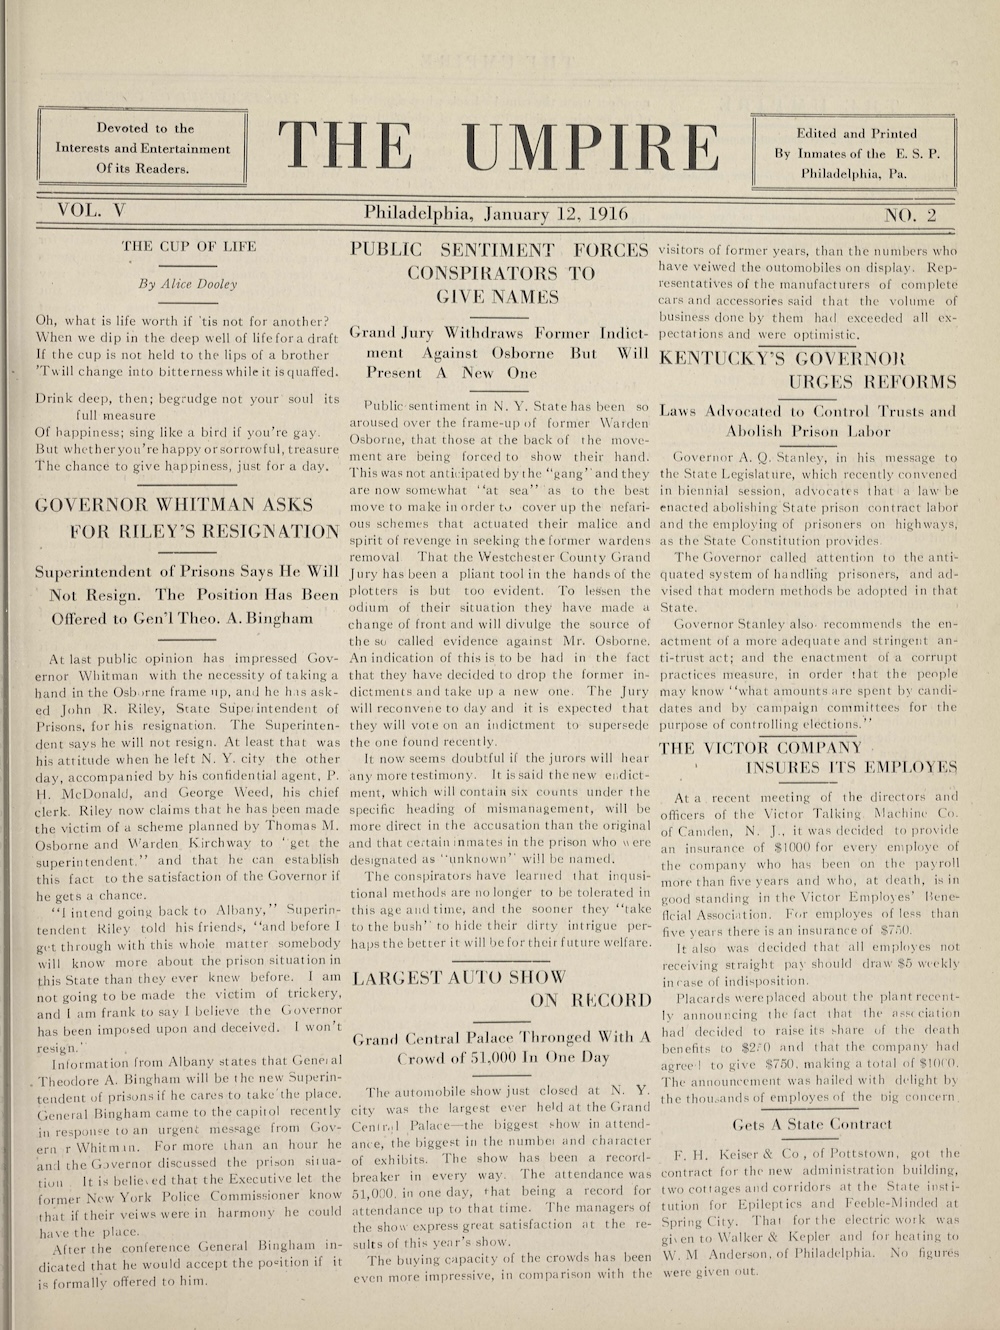 Devoted to the
Interests and Entertainment
Of its Readers.
THE UMPIRE
Edited and Printed
By Inmates of the E. S. P.
Philadelphia, Pa.
VOL. V
Philadelphia, January 12, 1916
NO. 2
THE CUP OF LIFE
By Alice Dooley
Oh, what is life worth if 'tis not for another?
When we dip in the deep well of life for a draft
If the cup is not held to the lips of a brother
'Twill change into bitterness while it is quaffed.
Drink deep, then; begrudge not your soul its
full measure
Of happiness; sing like a bird if you're gay.
But whether you're happy or sorrowful, treasure
The chance to give happiness, just for a day.
GOVERNOR WHITMAN ASKS
FOR RILEY'S RESIGNATION
Superintendent of Prisons Says He Will
Not Resign. The Position Has Been
Offered to Gen'l Theo. A. Bingham
At last public opinion has impressed Gov-
ernor Whitman with the necessity of taking a
hand in the Osborne frame up, and he has ask-
ed John R. Riley, State Superintendent of
Prisons, for his resignation. The Superinten-
dent says he will not resign. At least that was
his attitude when he left N. Y. city the other
day, accompanied by his confidential agent, P.
H. McDonald, and George Weed, his chief
clerk. Riley now claims that he has been made
the victim of a scheme planned by Thomas M.
Osborne and Warden Kirchway to 'get the
superintendent," and that he can establish
this fact to the satisfaction of the Governor if
he gets a chance.
"I intend going back to Albany," Superin-
tendent Riley told his friends, "and before I
get through with this whole matter somebody
will know more about the prison situation in
this State than they ever knew before. I am
not going to be made the victim of trickery,
and I am frank to say I believe the Governor
has been imposed upon and deceived. I won't
resign.'
Information from Albany states that General
Theodore A. Bingham will be the new Superin-
tendent of prisons if he cares to take the place.
General Bingham came to the capitol recently
in response to an urgent message from Gov-
ern r Whitman. For more than an hour he
and the Governor discussed the prison situa-
tion. It is believed that the Executive let the
former New York Police Commissioner know
that if their veiws were in harmony he could
have the place.
After the conference General Bingham in-
dicated that he would accept the position if it
is formally offered to him.
PUBLIC SENTIMENT FORCES
CONSPIRATORS TO
GIVE NAMES
Grand Jury Withdraws Former Indict-
ment Against Osborne But Will
Present A New One
Public sentiment in N. Y. State has been so
aroused over the frame-up of former Warden
Osborne, that those at the back of the move-
ment are being forced to show their hand.
This was not anticipated by the "gang" and they
are now somewhat "at sea" as to the best
move to make in order to cover up the nefari-
ous schemes that actuated their malice and
spirit of revenge in seeking the former wardens
removal That the Westchester County Grand
Jury has been a pliant tool in the hands of the
plotters is but too evident. To lessen the
odium of their situation they have made a
change of front and will divulge the source of
the so called evidence against Mr. Osborne.
An indication of this is to be had in the fact
that they have decided to drop the former in-
dictments and take up a new one. The Jury
will reconvene to day and it is expected that
they will vote on an indictment to supersede
the one found recently.
It now seems doubtful if the jurors will hear
any more testimony. It is said the new endict-
ment, which will contain six counts under the
specific heading of mismanagement, will be
more direct in the accusation than the original
and that certain inmates in the prison who were
designated as "unknown" will be named.
The conspirators have learned that inqusi-
tional methods are no longer to be tolerated in
this age and time, and the sooner they "take
to the bush" to hide their dirty intrigue per-
haps the better it will be for their future welfare.
LARGEST AUTO SHOW
ON RECORD
Grand Central Palace Thronged With A
Crowd of 51,000 In One Day
The automobile show just closed at N. Y.
city was the largest ever held at the Grand
Central Palace—the biggest show in attend-
ance, the biggest in the number and character
of exhibits. The show has been a record-
breaker in every way. The attendance was
51,000. in one day, that being a record for
attendance up to that time. The managers of
the show express great satisfaction at the re-
sults of this year's show.
The buying capacity of the crowds has been
even more impressive, in comparison with the
visitors of former years, than the numbers who
have veiwed the outomobiles on display. Rep-
resentatives of the manufacturers of complete
cars and accessories said that the volume of
business done by them had exceeded all ex-
pectations and were optimistic.
KENTUCKY'S GOVERNOR
URGES REFORMS
Laws Advocated to Control Trusts and
Abolish Prison Labor
Governor A. Q. Stanley, in his message to
the State Legislature, which recently convened
in biennial session, advocates that a law be
enacted abolishing State prison contract labor
and the employing of prisoners on highways,
as the State Constitution provides.
The Governor called attention to the anti-
quated system of handling prisoners, and ad-
vised that modern methods be adopted in that
State.
Governor Stanley also recommends the en-
actment of a more adequate and stringent an-
ti-trust act; and the enactment of a corrupt
practices measure, in order that the people
may know "what amounts are spent by candi-
dates and by campaign committees for the
purpose of controlling elections."
THE VICTOR COMPANY
INSURES ITS EMPLOYES
At a recent meeting of the directors and
officers of the Victor Talking Machine Co.
of Camden, N. J., it was decided to provide
an insurance of $1000 for every employe of
the company who has been on the payroll
more than five years and who, at death, is in
good standing in the Victor Employes' Bene-
ficial Association. For employes of less than
five years there is an insurance of $750.
It also was decided that all employes not
receiving straight pay should draw $5 weekly
in case of indisposition.
Placards were placed about the plant recent-
ly announcing the fact that the association
had decided to raise its share of the death
benefits to $250 and that the company had
agreed to give $750, making a total of $1000.
The announcement was hailed with delight by
the thousands of employes of the big concern.
Gets A State Contract
F. H. Keiser & Co., of Pottstown, got the
contract for the new administration building,
two cottages and corridors at the State insti-
tution for Epileptics and Feeble-Minded at
Spring City. That for the electric work was
given to Walker & Kepler and for heating to
W. M Anderson, of Philadelphia. No figures
were given out.